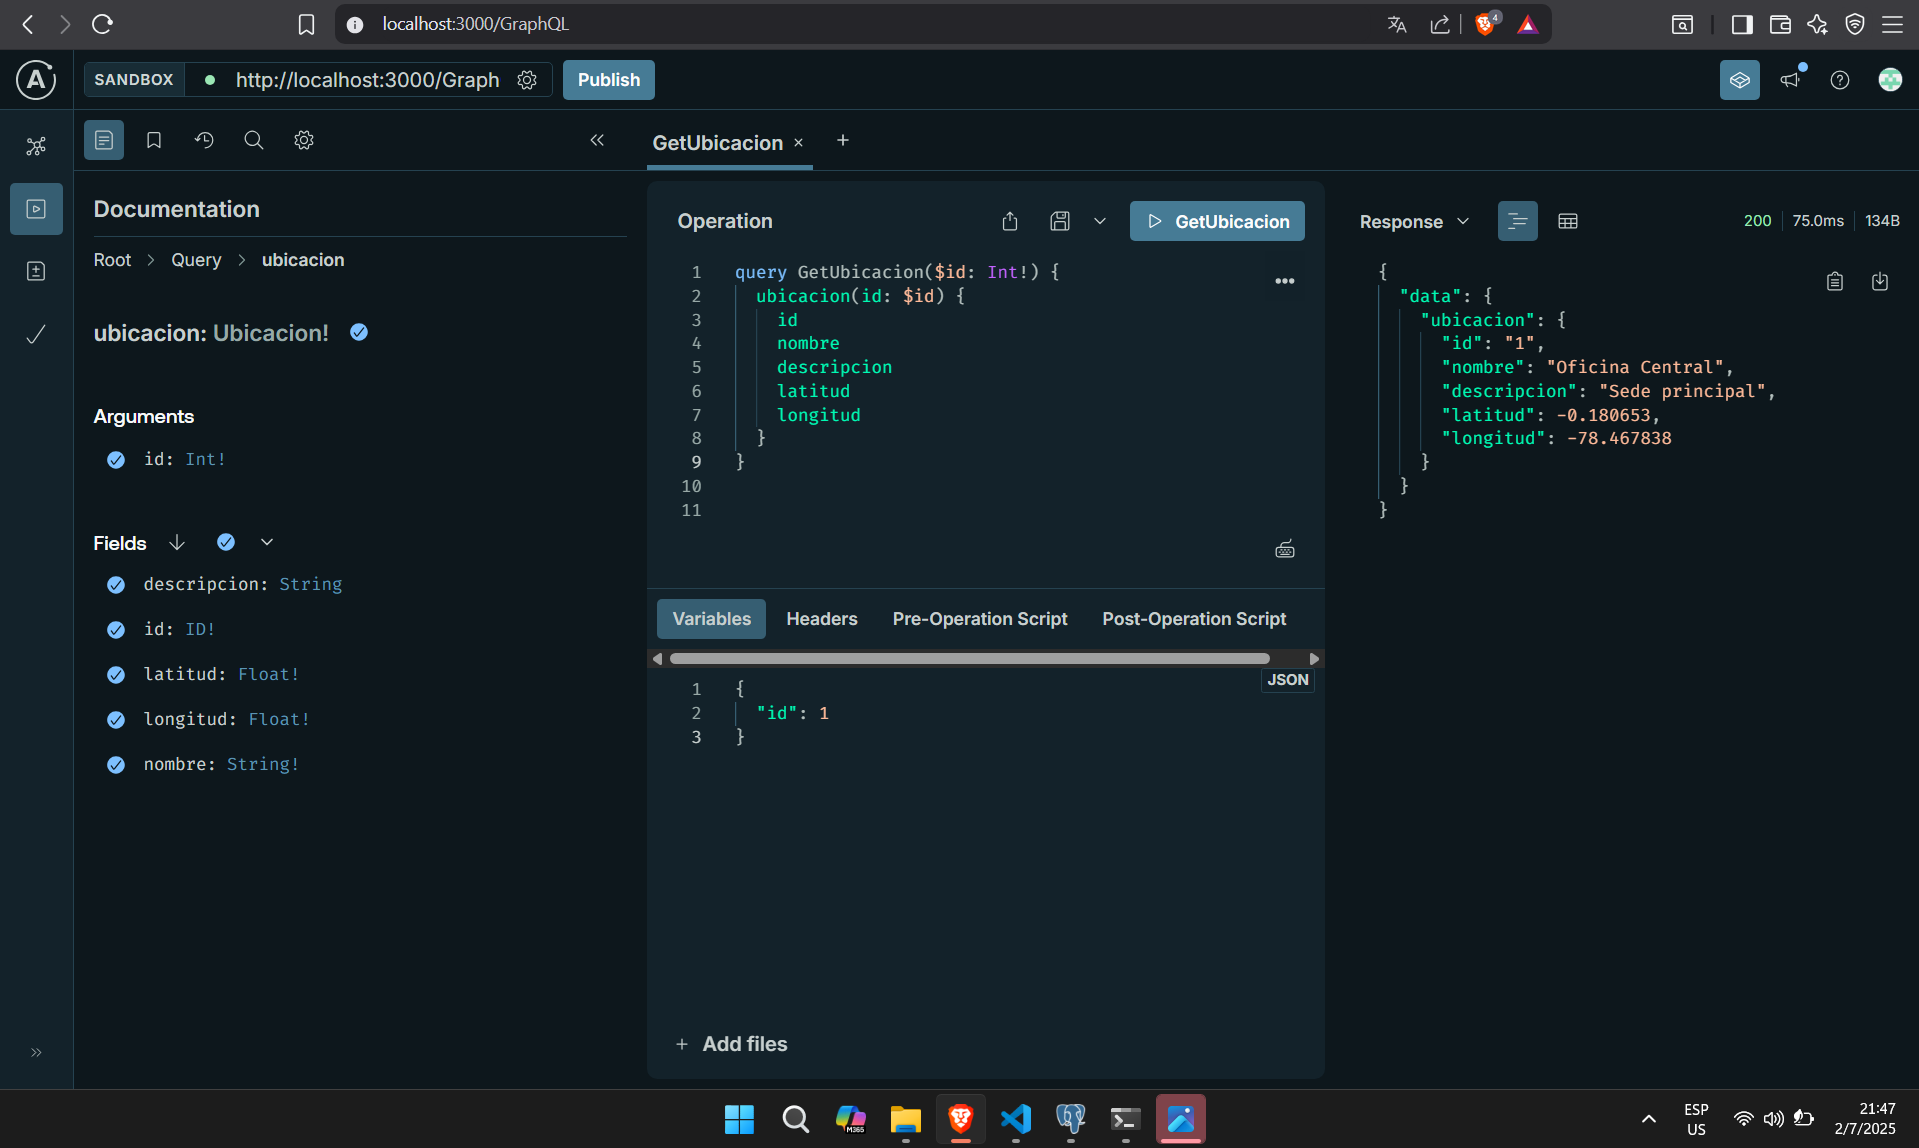 localhost:3000/GraphQL
4
SANDBOX
http://localhost:3000/Graph
Publish
GetUbicacion
Documentation
Root > Query > ubicacion
ubicacion: Ubicacion!
Arguments
id: Int!
Fields
descripcion: String
id: ID!
latitud: Float!
longitud: Float!
nombre: String!
Operation
GetUbicacion
1 query GetUbicacion($id: Int!) {
2 ubicacion(id: $id) {
3 id
4 nombre
5 descripcion
6 latitud
7 longitud
8 }
9 }
10
11
Variables Headers Pre-Operation Script Post-Operation Script
JSON
1 {
2 "id": 1
3 }
+ Add files
Response
200 75.0ms 134B
{
"data": {
"ubicacion": {
"id": "1",
"nombre": "Oficina Central",
"descripcion": "Sede principal",
"latitud": -0.180653,
"longitud": -78.467838
}
}
}
M365
ESP
US
21:47
2/7/2025